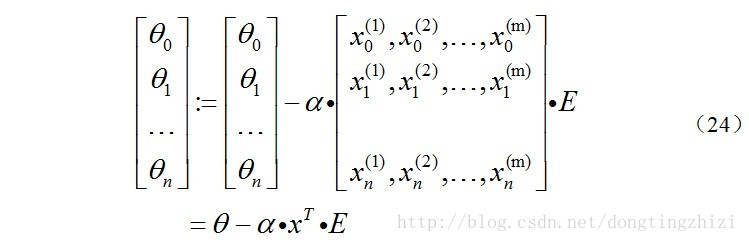 θ₀ θ₀ x₀⁽¹⁾, x₀⁽²⁾, ..., x₀⁽ᵐ⁾
θ₁ := θ₁ − α• x₁⁽¹⁾, x₁⁽²⁾, ..., x₁⁽ᵐ⁾ •E (24)
... ...
θₙ θₙ xₙ⁽¹⁾, xₙ⁽²⁾, ..., xₙ⁽ᵐ⁾
= θ − α•xᵀ•E
http://blog.csdn.net/dongtingzhizi